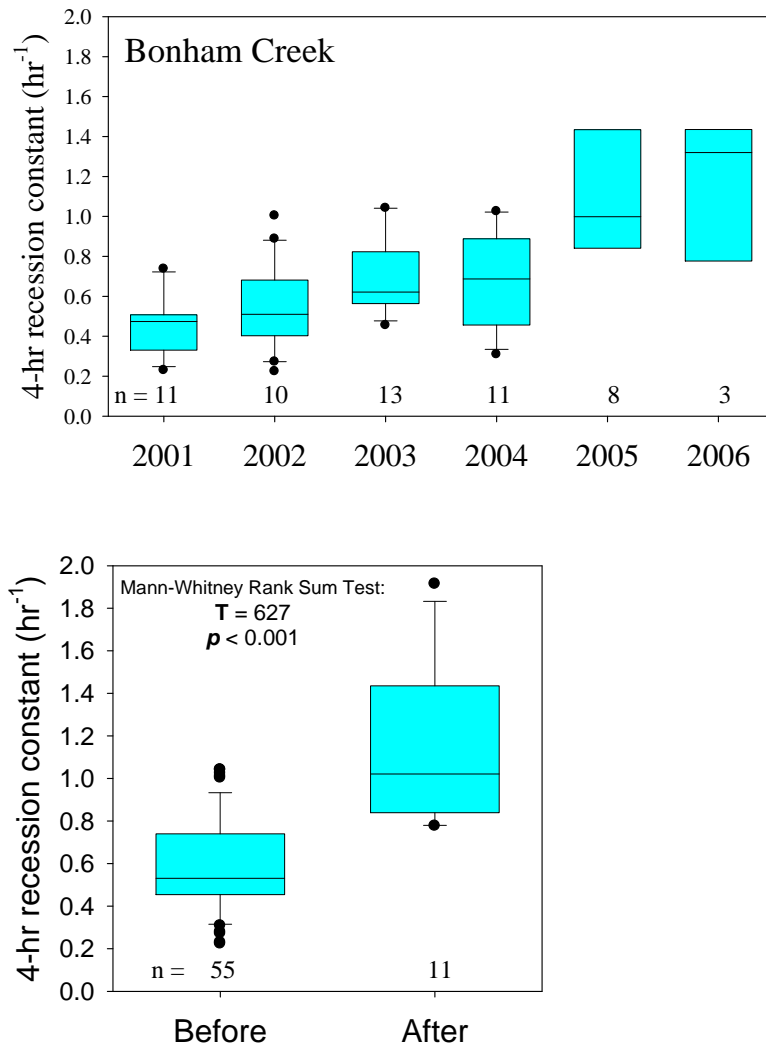 2.0
Bonham Creek
1.8
1.6
1.4
1.2
1.0
0.8
0.6
0.4
0.2
0.0
4-hr recession constant (hr⁻¹)
n = 11 10 13 11 8 3
2001 2002 2003 2004 2005 2006
2.0
Mann-Whitney Rank Sum Test:
T = 627
p < 0.001
1.8
1.6
1.4
1.2
1.0
0.8
0.6
0.4
0.2
0.0
4-hr recession constant (hr⁻¹)
n = 55 11
Before After